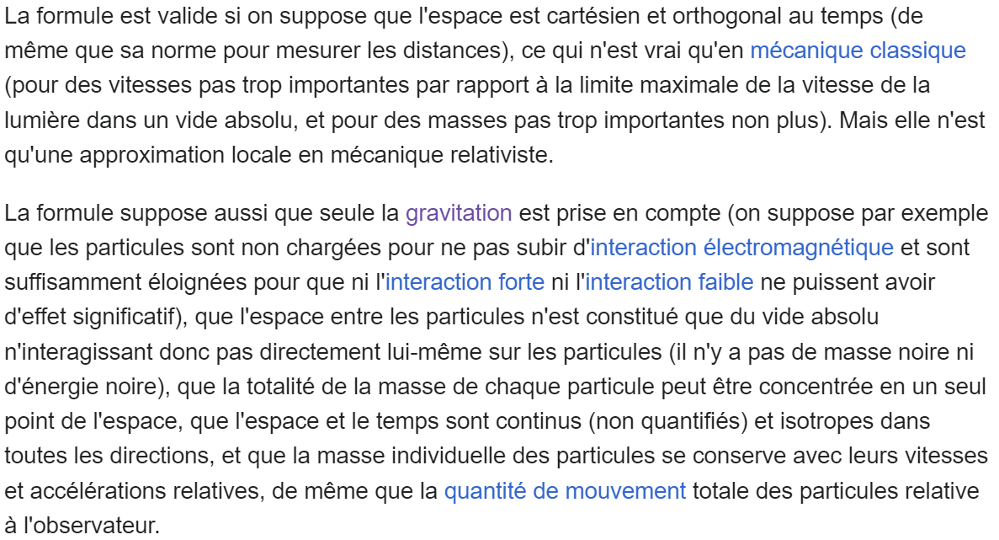 La formule est valide si on suppose que l'espace est cartésien et orthogonal au temps (de
même que sa norme pour mesurer les distances), ce qui n'est vrai qu'en mécanique classique
(pour des vitesses pas trop importantes par rapport à la limite maximale de la vitesse de la
lumière dans un vide absolu, et pour des masses pas trop importantes non plus). Mais elle n'est
qu'une approximation locale en mécanique relativiste.
La formule suppose aussi que seule la gravitation est prise en compte (on suppose par exemple
que les particules sont non chargées pour ne pas subir d'interaction électromagnétique et sont
suffisamment éloignées pour que ni l'interaction forte ni l'interaction faible ne puissent avoir
d'effet significatif), que l'espace entre les particules n'est constitué que du vide absolu
n'interagissant donc pas directement lui-même sur les particules (il n'y a pas de masse noire ni
d'énergie noire), que la totalité de la masse de chaque particule peut être concentrée en un seul
point de l'espace, que l'espace et le temps sont continus (non quantifiés) et isotropes dans
toutes les directions, et que la masse individuelle des particules se conserve avec leurs vitesses
et accélérations relatives, de même que la quantité de mouvement totale des particules relative
à l'observateur.